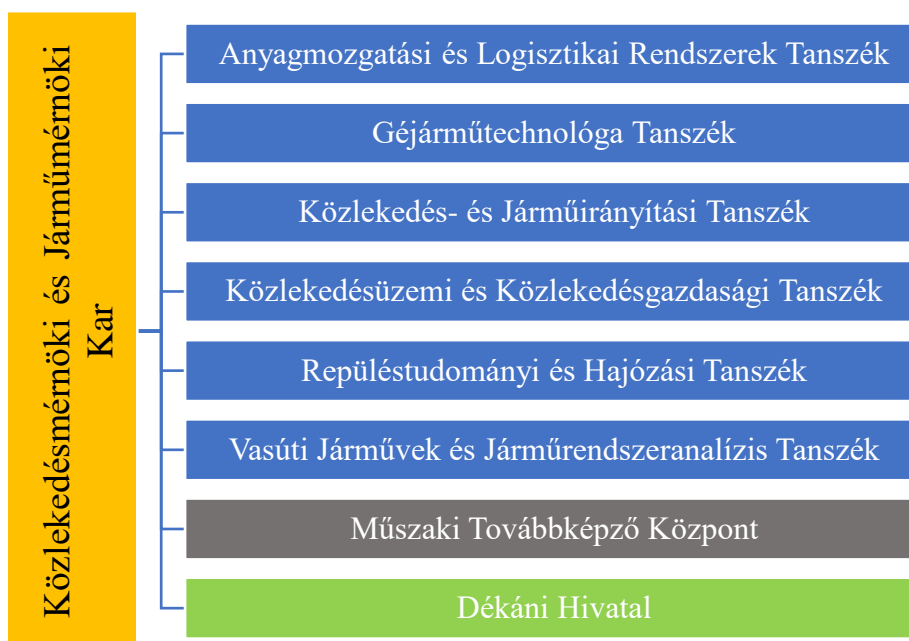 Közlekedésmérnöki és Járműmérnöki
Kar
Anyagmozgatási és Logisztikai Rendszerek Tanszék
Géjárműtechnológa Tanszék
Közlekedés- és Járműirányítási Tanszék
Közlekedésüzemi és Közlekedésgazdasági Tanszék
Repüléstudományi és Hajózási Tanszék
Vasúti Járművek és Járműrendszeranalízis Tanszék
Műszaki Továbbképző Központ
Dékáni Hivatal